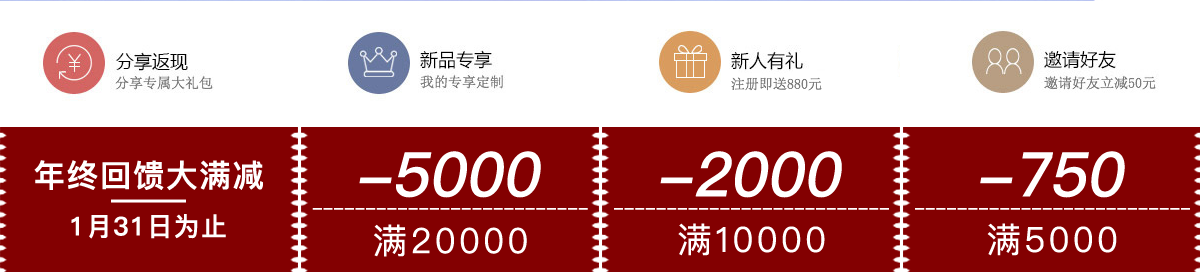 ¥
分享返现
分享专属大礼包
新品专享
我的专享定制
新人有礼
注册即送880元
邀请好友
邀请好友立减50元
年终回馈大满减
1月31日为止
-5000
满20000
-2000
满10000
-750
满5000